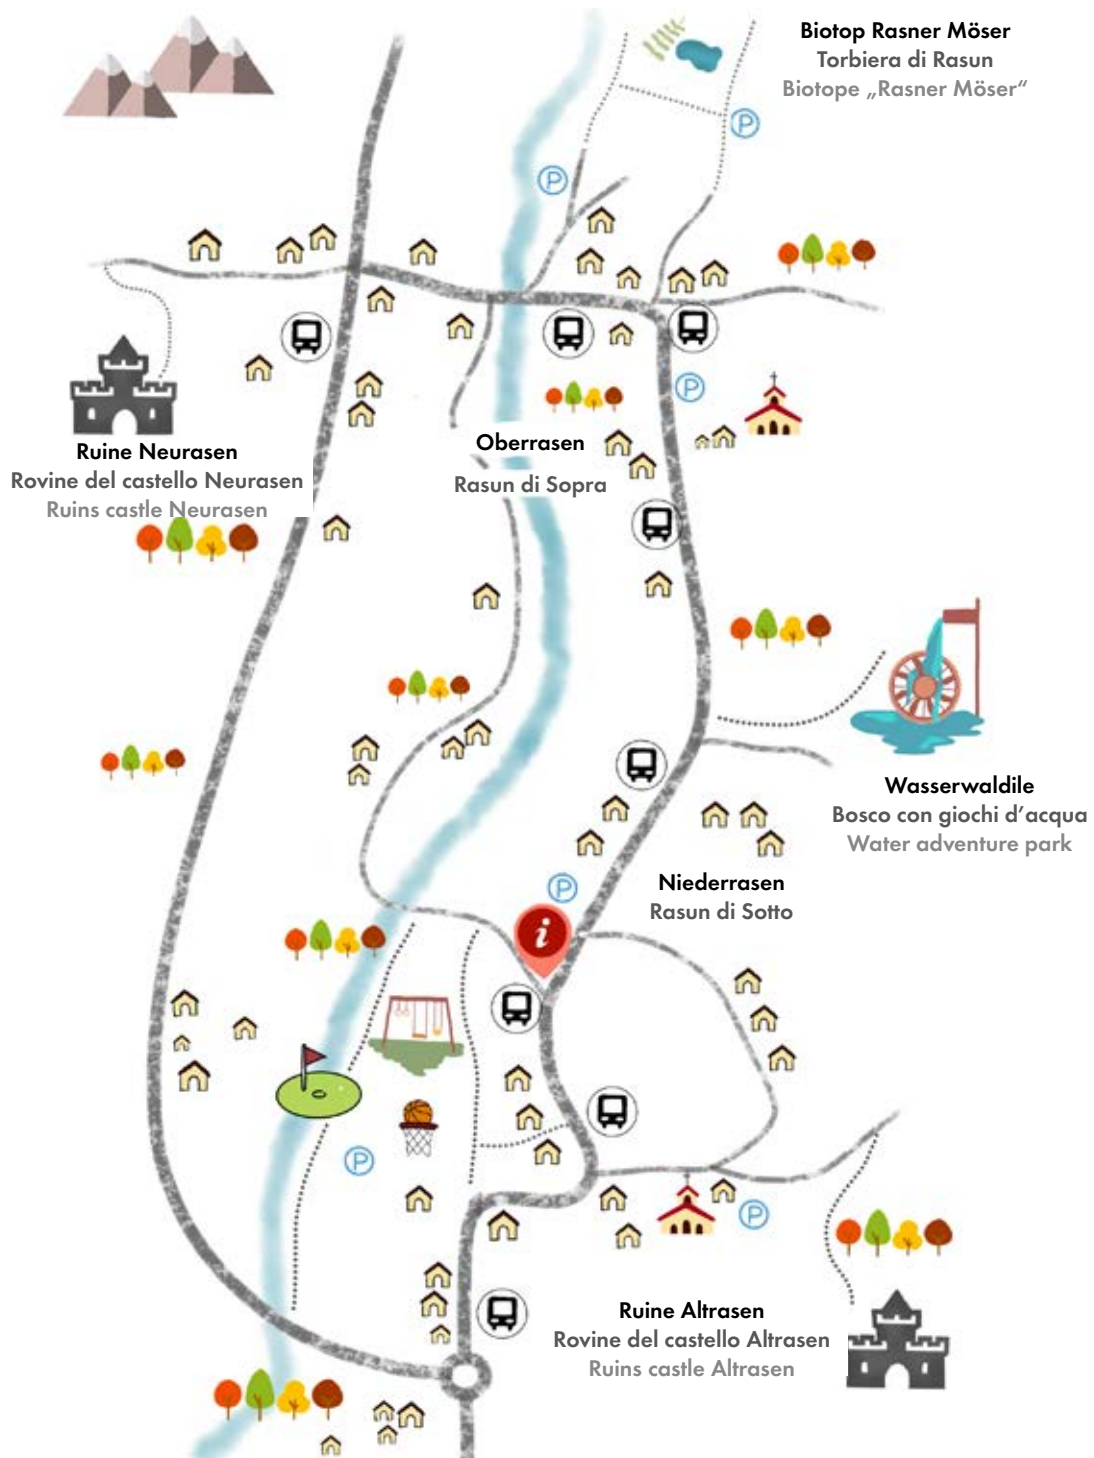 Biotop Rasner Möser
Torbiera di Rasun
Biotope „Rasner Möser“
P
P
P
Ruine Neurasen
Rovine del castello Neurasen
Ruins castle Neurasen
Oberrasen
Rasun di Sopra
Wasserwaldile
Bosco con giochi d’acqua
Water adventure park
Niederrasen
Rasun di Sotto
P
i
P
P
Ruine Altrasen
Rovine del castello Altrasen
Ruins castle Altrasen